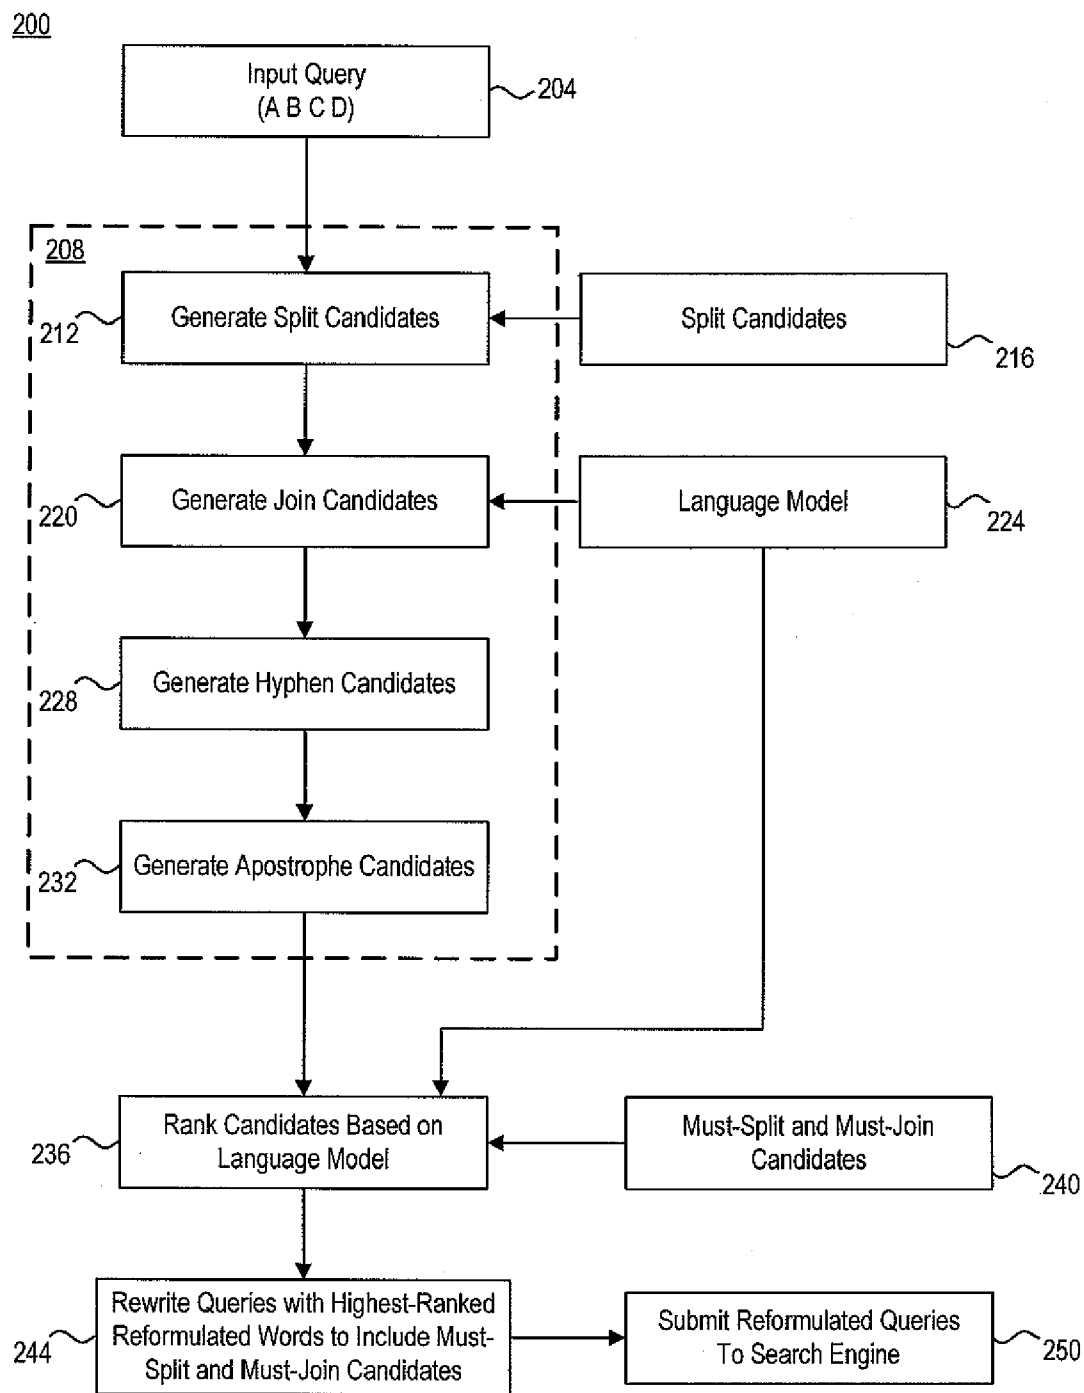 200
Input Query
(A B C D)
204
208
Generate Split Candidates
212
Split Candidates
216
Generate Join Candidates
220
Language Model
224
Generate Hyphen Candidates
228
Generate Apostrophe Candidates
232
Rank Candidates Based on
Language Model
236
Must-Split and Must-Join
Candidates
240
Rewrite Queries with Highest-Ranked
Reformulated Words to Include Must-
Split and Must-Join Candidates
244
Submit Reformulated Queries
To Search Engine
250